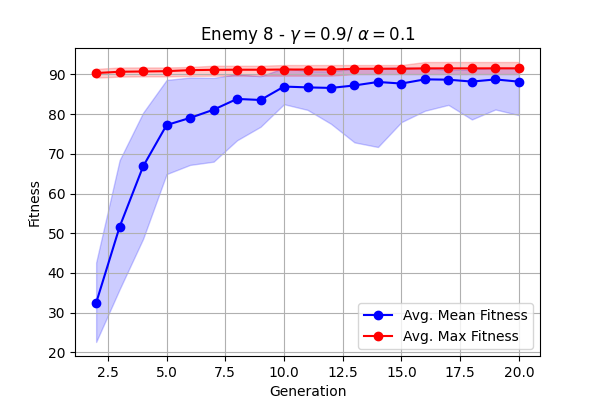 Enemy 8 - γ = 0.9/ α = 0.1
Fitness
90
80
70
60
50
40
30
20
2.5 5.0 7.5 10.0 12.5 15.0 17.5 20.0
Generation
Avg. Mean Fitness
Avg. Max Fitness